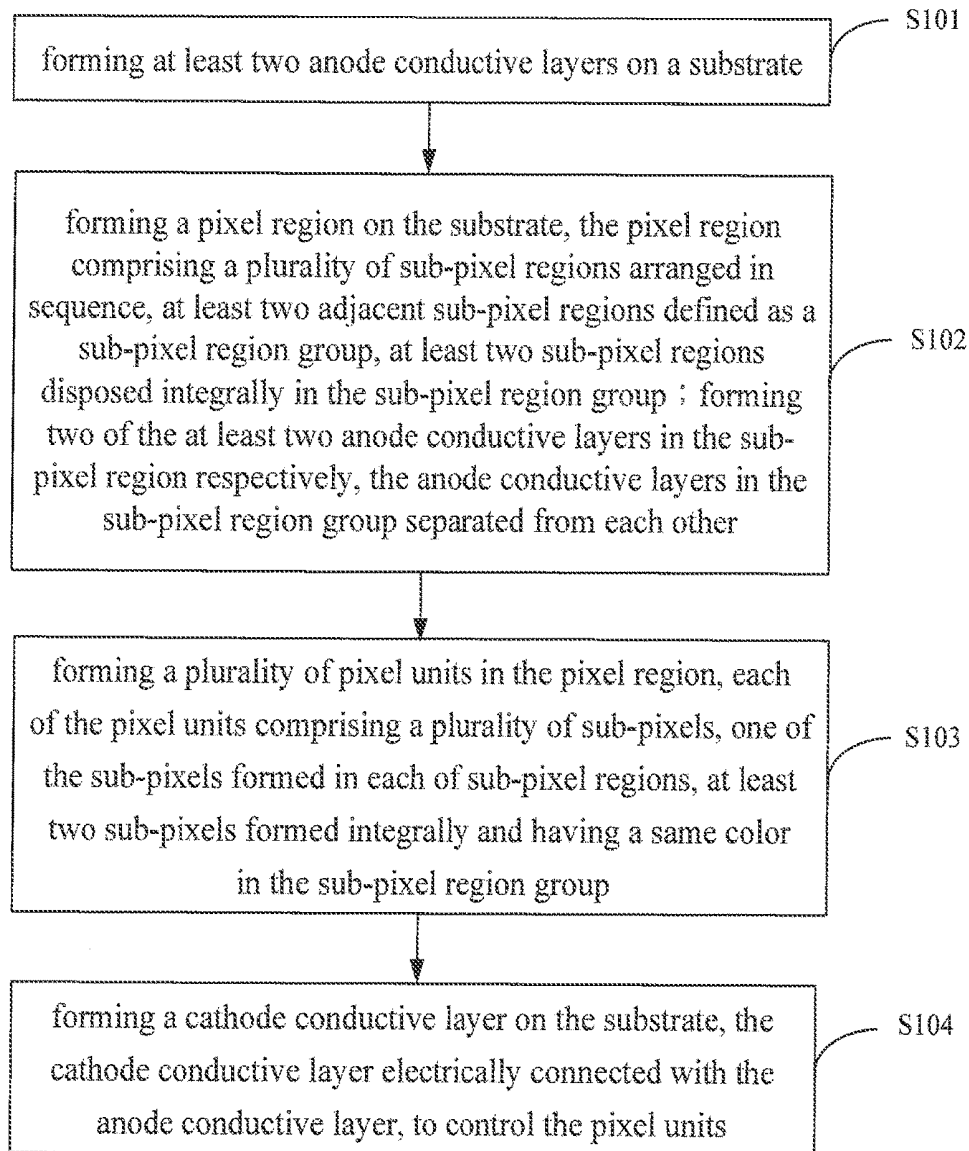 S101
forming at least two anode conductive layers on a substrate
forming a pixel region on the substrate, the pixel region
comprising a plurality of sub-pixel regions arranged in
sequence, at least two adjacent sub-pixel regions defined as a
sub-pixel region group, at least two sub-pixel regions
disposed integrally in the sub-pixel region group ; forming
two of the at least two anode conductive layers in the sub-
pixel region respectively, the anode conductive layers in the
sub-pixel region group separated from each other
S102
forming a plurality of pixel units in the pixel region, each
of the pixel units comprising a plurality of sub-pixels, one of
the sub-pixels formed in each of sub-pixel regions, at least
two sub-pixels formed integrally and having a same color
in the sub-pixel region group
S103
forming a cathode conductive layer on the substrate, the
cathode conductive layer electrically connected with the
anode conductive layer, to control the pixel units
S104